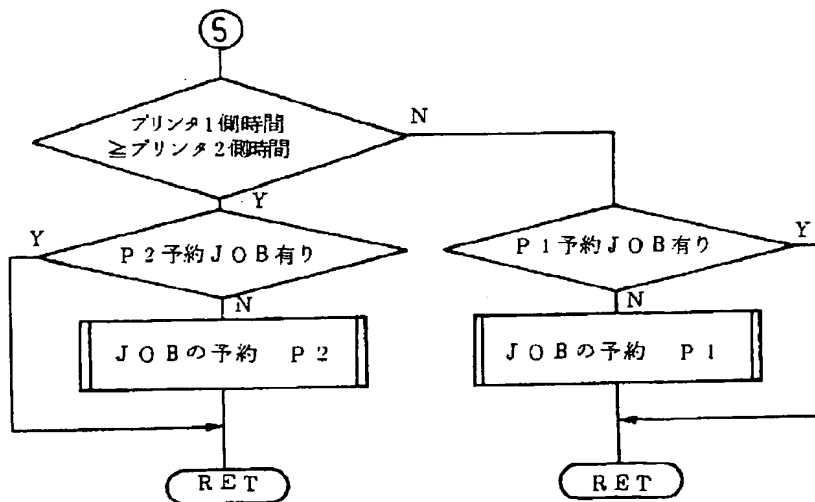 5
プリンタ1側時間
≧プリンタ2側時間
N
Y
Y
P2予約JOB有り
N
JOBの予約 P2
RET
P1予約JOB有り
Y
N
JOBの予約 P1
RET